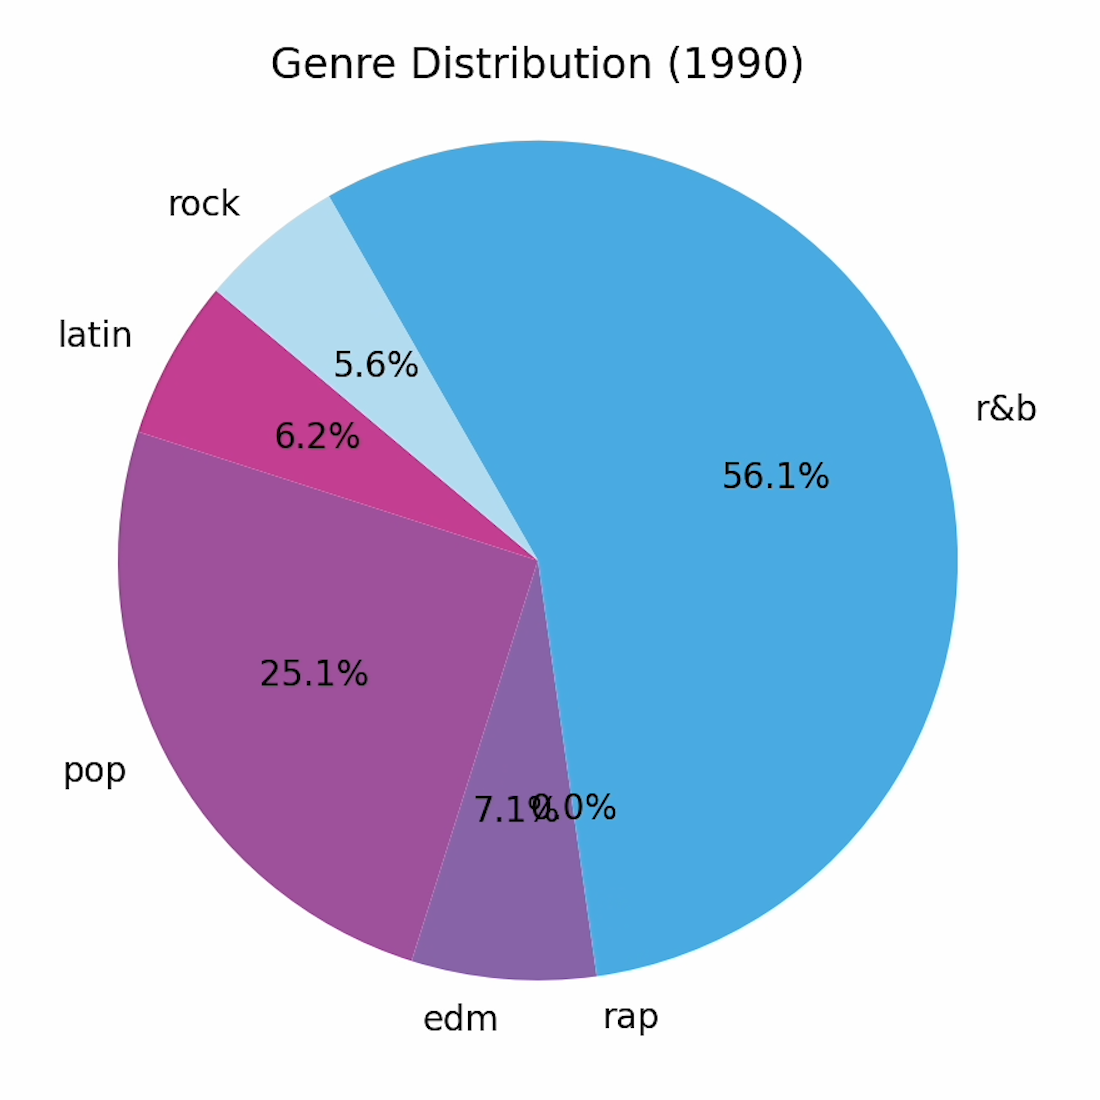 Genre Distribution (1990)
rock
latin
5.6%
r&b
6.2%
56.1%
25.1%
pop
7.1%
0.0%
edm
rap